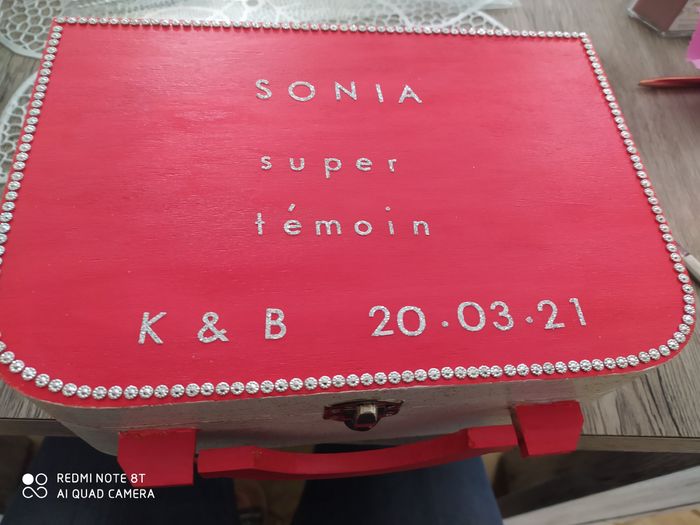 SONIA
super
témoin
K & B 20·03·21
REDMI NOTE 8T
AI QUAD CAMERA